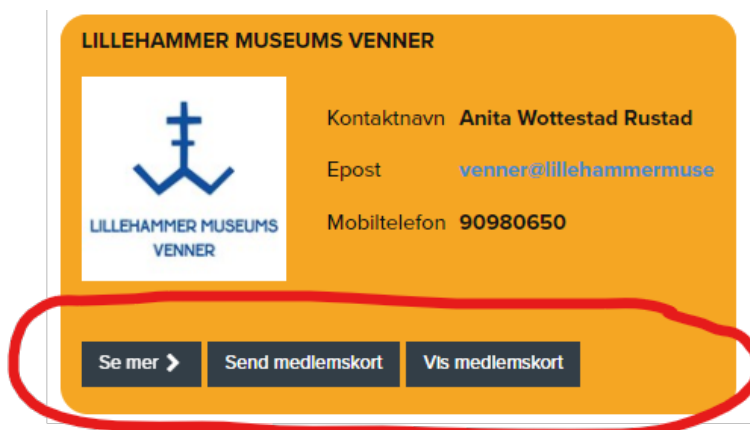 LILLEHAMMER MUSEUMS VENNER
LILLEHAMMER MUSEUMS
VENNER
Kontaktnavn Anita Wottestad Rustad
Epost venner@lillehammermuse
Mobiltelefon 90980650
Se mer Send medlemskort Vis medlemskort